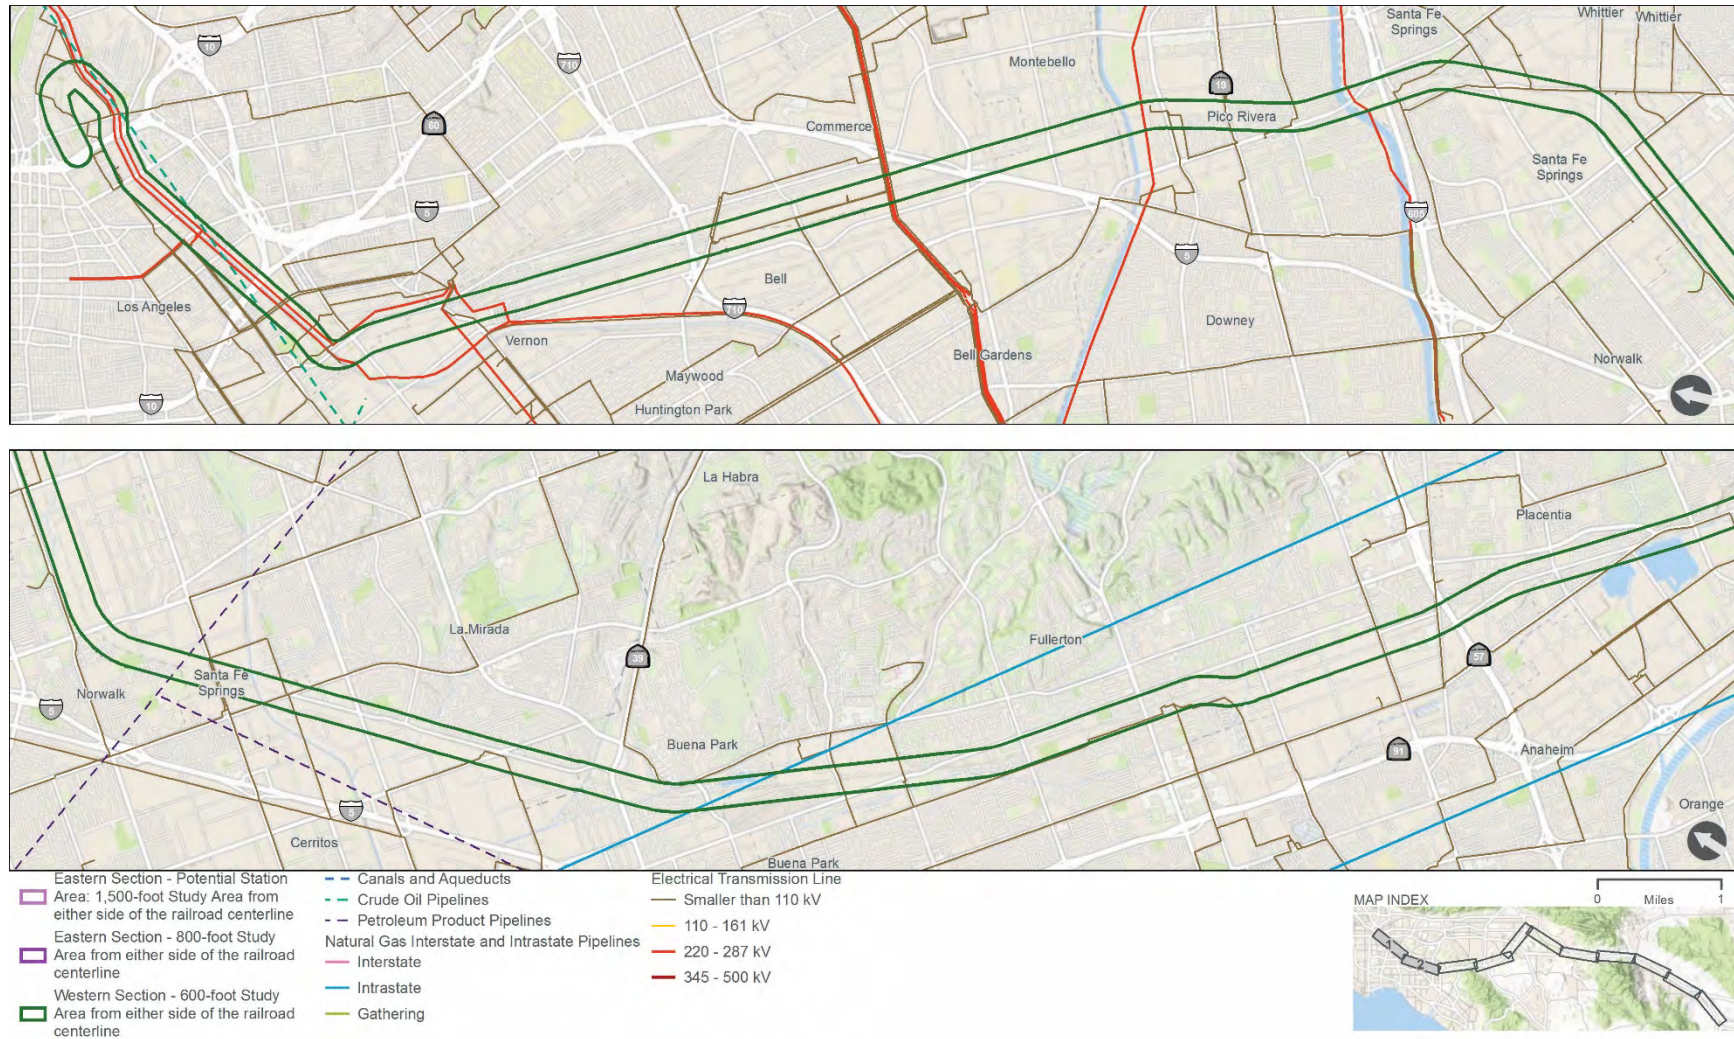 10
710
Montebello
Santa Fe
Springs
Whittier
Whittier
19
60
Commerce
Pico Rivera
Santa Fe
Springs
5
605
5
Bell
Los Angeles
710
Downey
Vernon
Bell Gardens
Norwalk
Maywood
10
Huntington Park
La Habra
Placentia
La Mirada
Fullerton
39
57
Santa Fe
Springs
Norwalk
5
Buena Park
91
Anaheim
5
Orange
Cerritos
Buena Park
Eastern Section - Potential Station
Area: 1,500-foot Study Area from
either side of the railroad centerline
Eastern Section - 800-foot Study
Area from either side of the railroad
centerline
Western Section - 600-foot Study
Area from either side of the railroad
centerline
Canals and Aqueducts
Crude Oil Pipelines
Petroleum Product Pipelines
Natural Gas Interstate and Intrastate Pipelines
Interstate
Intrastate
Gathering
Electrical Transmission Line
Smaller than 110 kV
110 - 161 kV
220 - 287 kV
345 - 500 kV
0 Miles 1
MAP INDEX
1
2